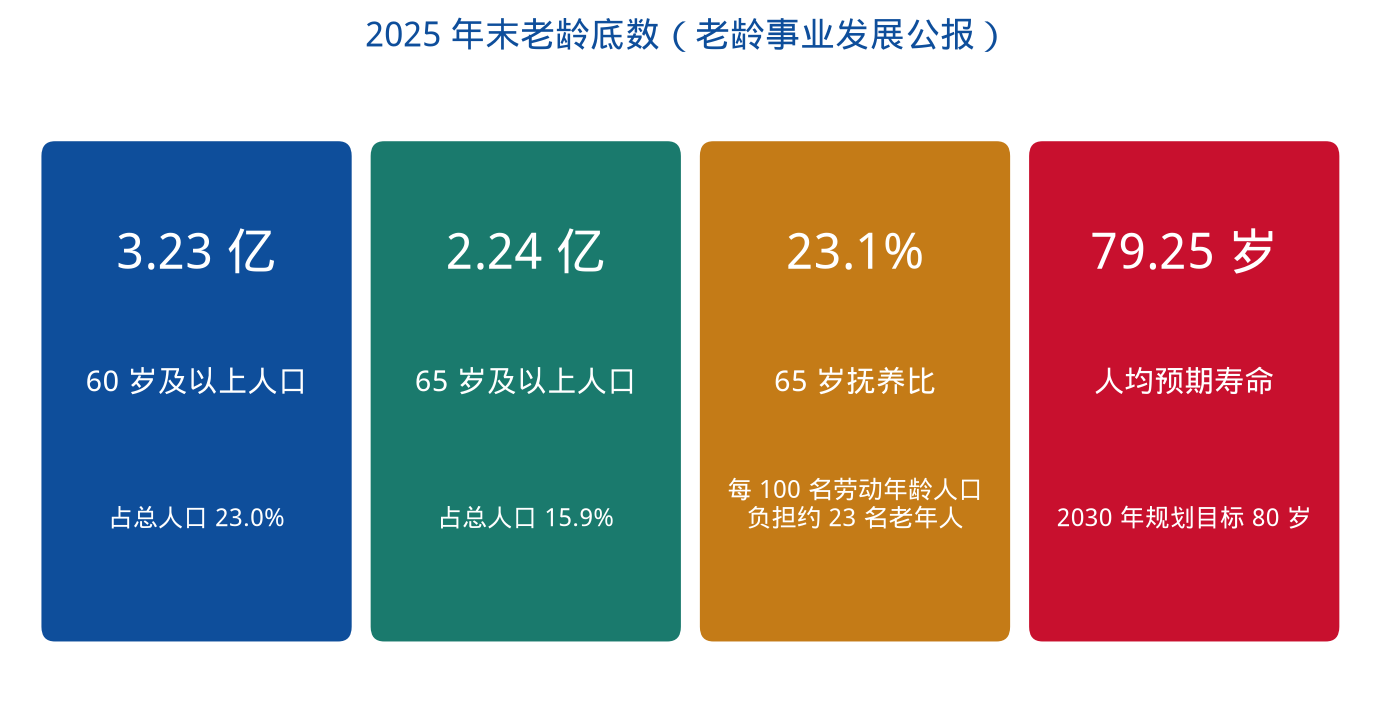 2025 年末老龄底数（老龄事业发展公报）
3.23 亿
60 岁及以上人口
占总人口 23.0%
2.24 亿
65 岁及以上人口
占总人口 15.9%
23.1%
65 岁抚养比
每 100 名劳动年龄人口
负担约 23 名老年人
79.25 岁
人均预期寿命
2030 年规划目标 80 岁